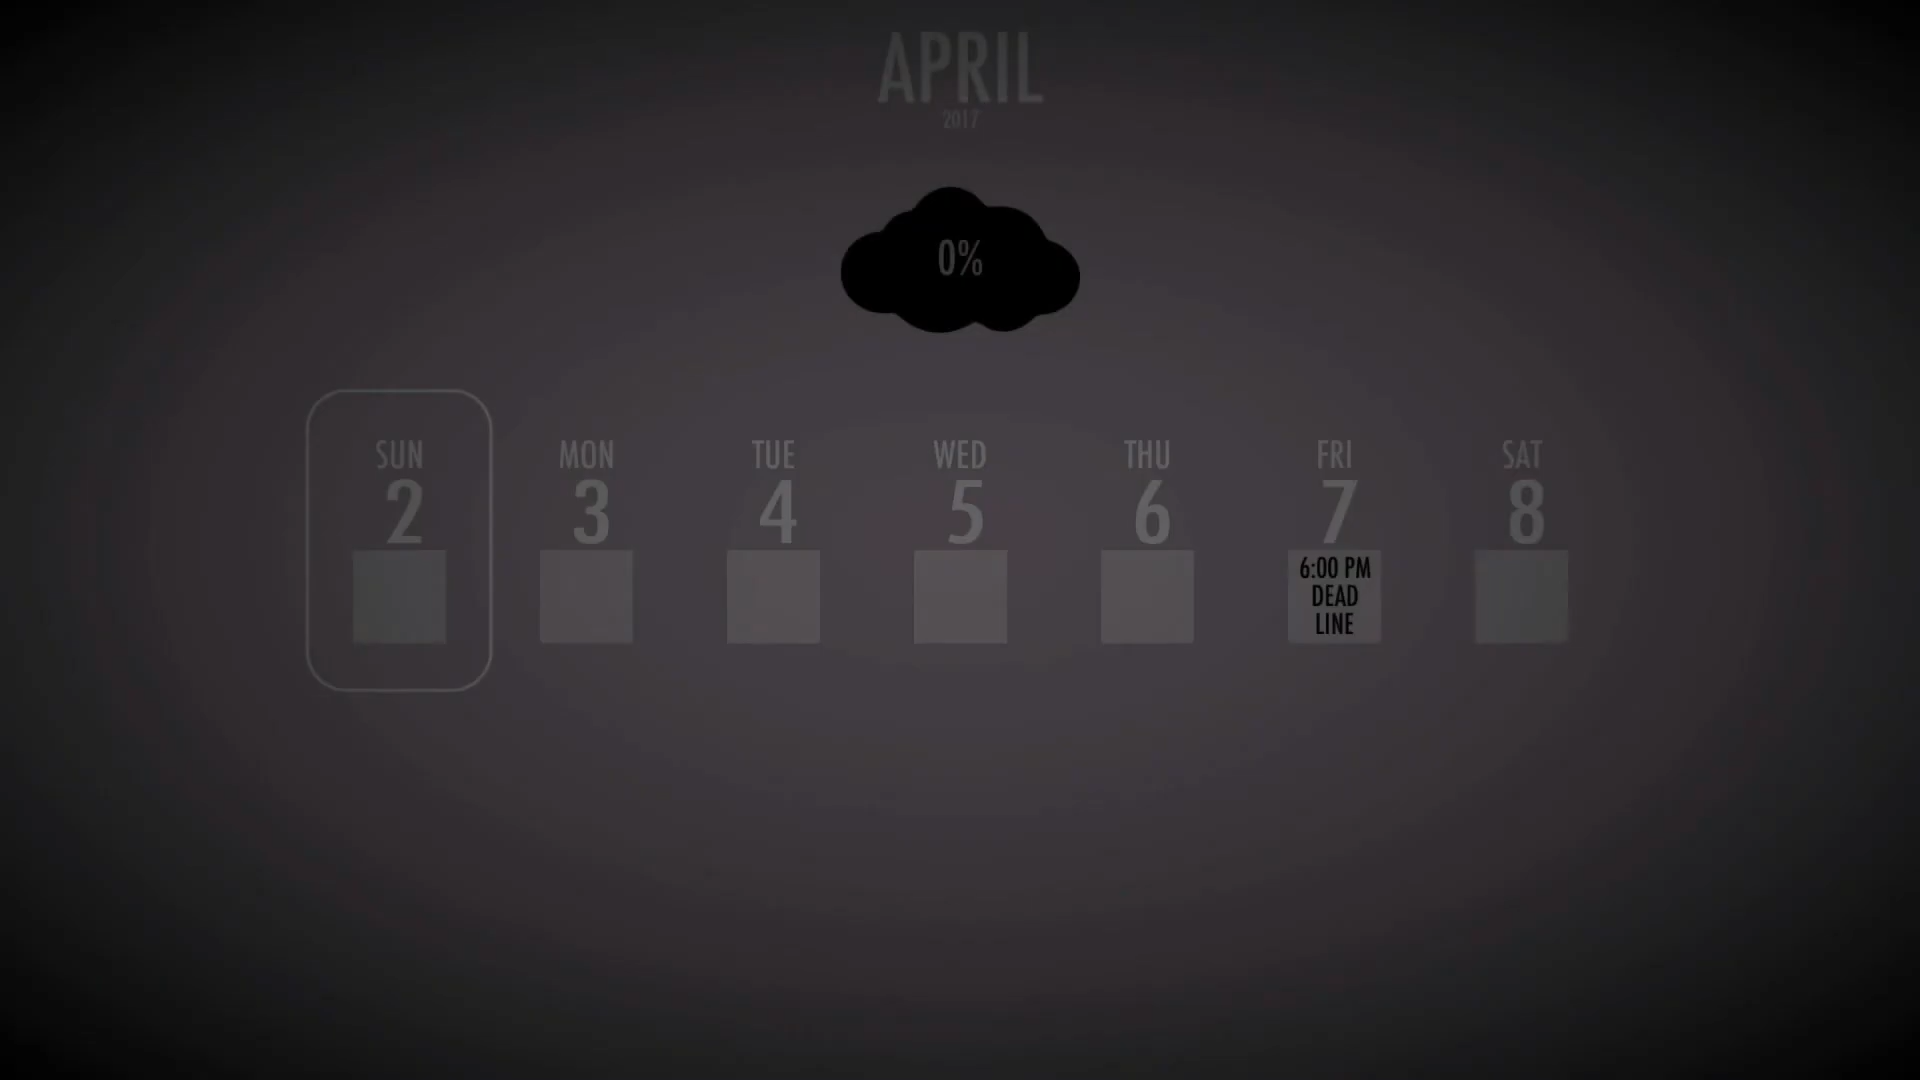 APRIL
2017
0%
SUN MON TUE WED THU FRI SAT
2 3 4 5 6 7 8
6:00 PM
DEAD
LINE